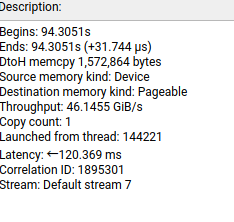 Description:
Begins: 94.3051s
Ends: 94.3051s (+31.744 μs)
DtoH memcpy 1,572,864 bytes
Source memory kind: Device
Destination memory kind: Pageable
Throughput: 46.1455 GiB/s
Copy count: 1
Launched from thread: 144221
Latency: ←120.369 ms
Correlation ID: 1895301
Stream: Default stream 7